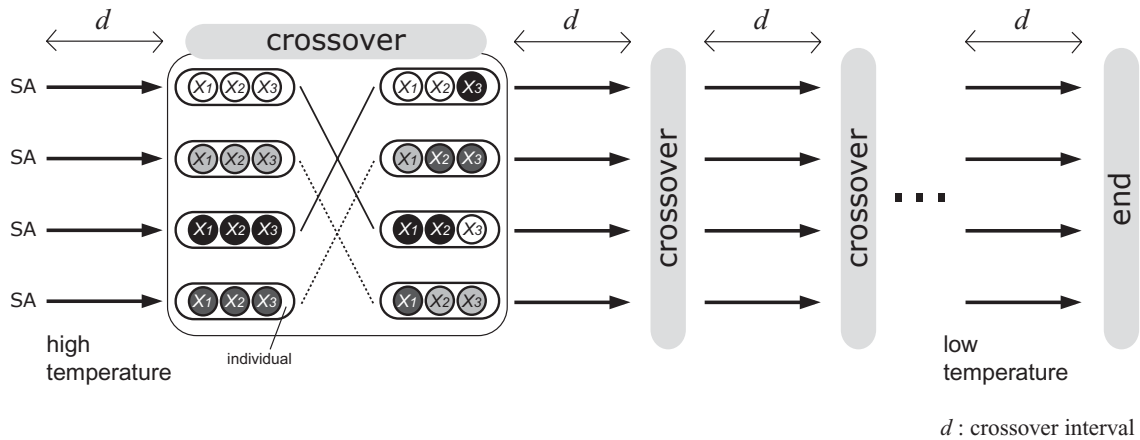 d d d d
crossover
SA X1 X2 X3 X1 X2 X3
SA X1 X2 X3 X1 X2 X3
SA X1 X2 X3 X1 X2 X3
SA X1 X2 X3 X1 X2 X3
crossover
crossover
...
end
individual
high
temperature
low
temperature
d : crossover interval